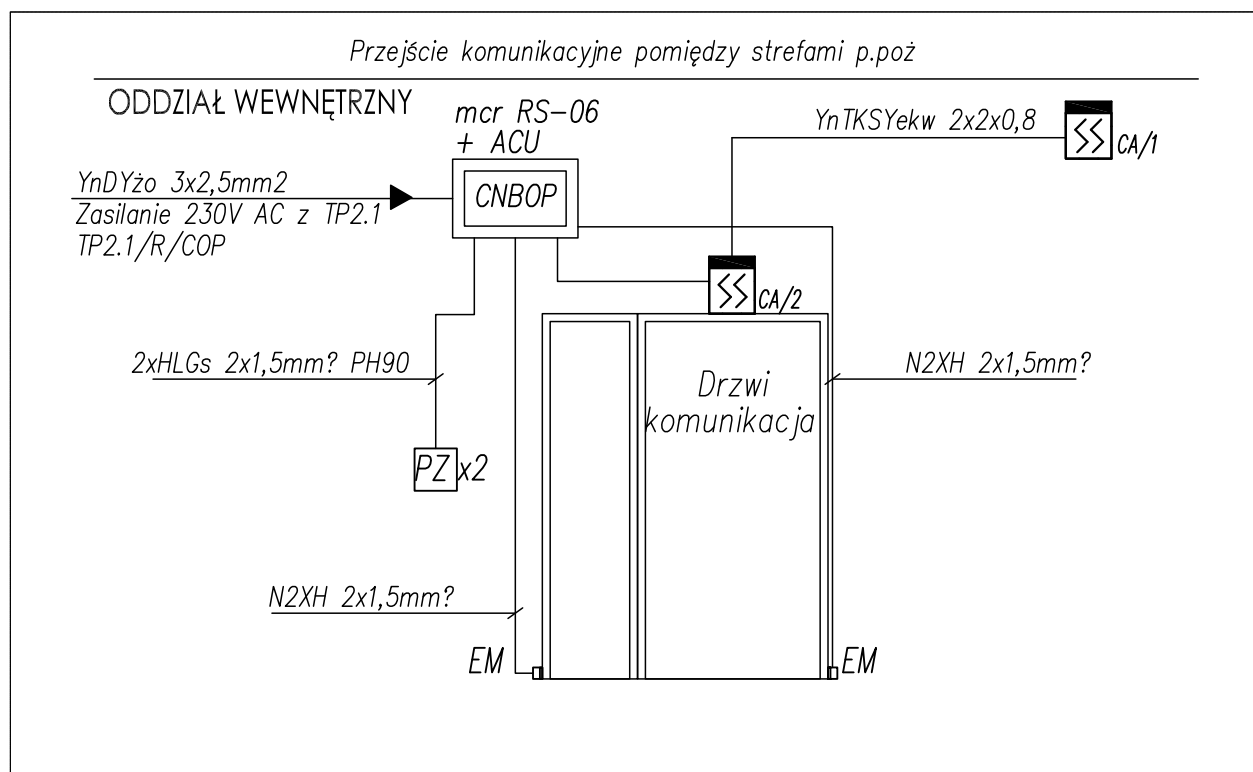 Przejście komunikacyjne pomiędzy strefami p.poż
ODDZIAŁ WEWNĘTRZNY
mcr RS-06
+ ACU
CNBOP
YnTKSYekw 2x2x0,8
CA/1
YnDYżo 3x2,5mm2
Zasilanie 230V AC z TP2.1
TP2.1/R/COP
CA/2
2xHLGs 2x1,5mm? PH90
N2XH 2x1,5mm?
Drzwi
komunikacja
PZ x2
N2XH 2x1,5mm?
EM
EM